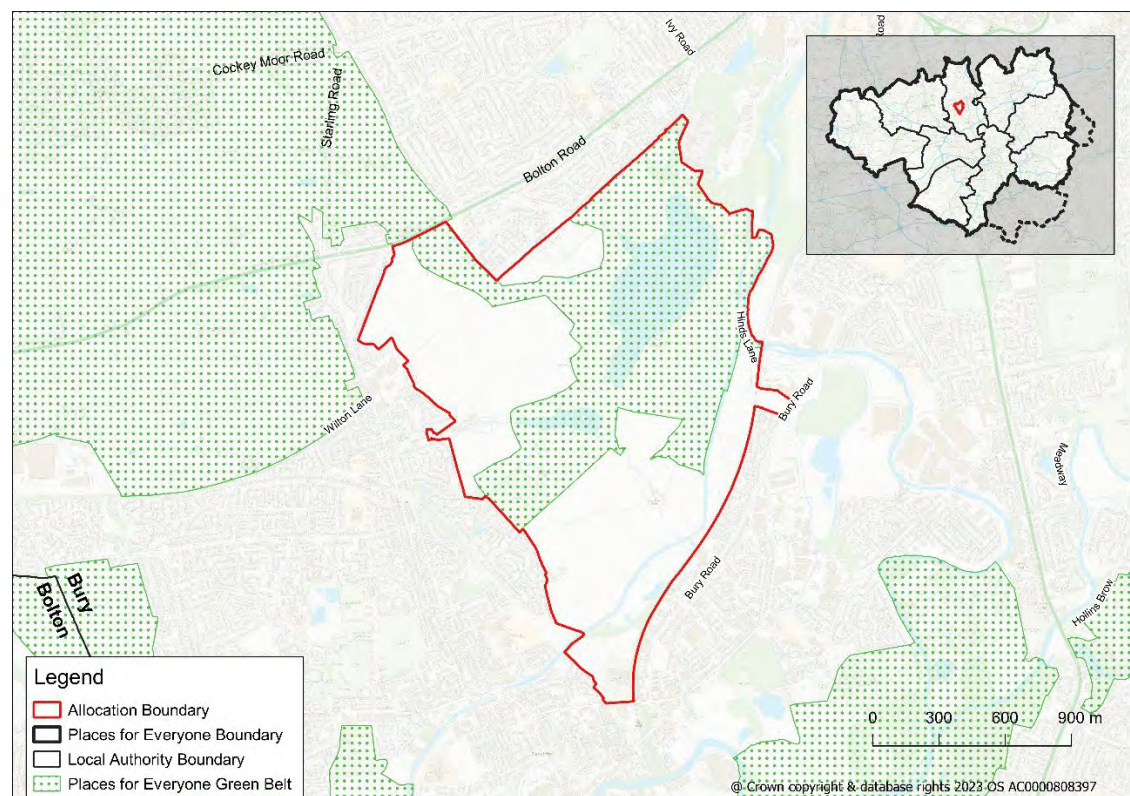 Ivy Road
Road
Cockey Moor Road
Starling Road
Bolton Road
Hinds Lane
Bury Road
Wilton Lane
Meadway
Bury Road
Hollins Brow
Bury
Bolton
Legend
Allocation Boundary
Places for Everyone Boundary
Local Authority Boundary
Places for Everyone Green Belt
0 300 600 900 m
@ Crown copyright & database rights 2023 OS AC0000808397